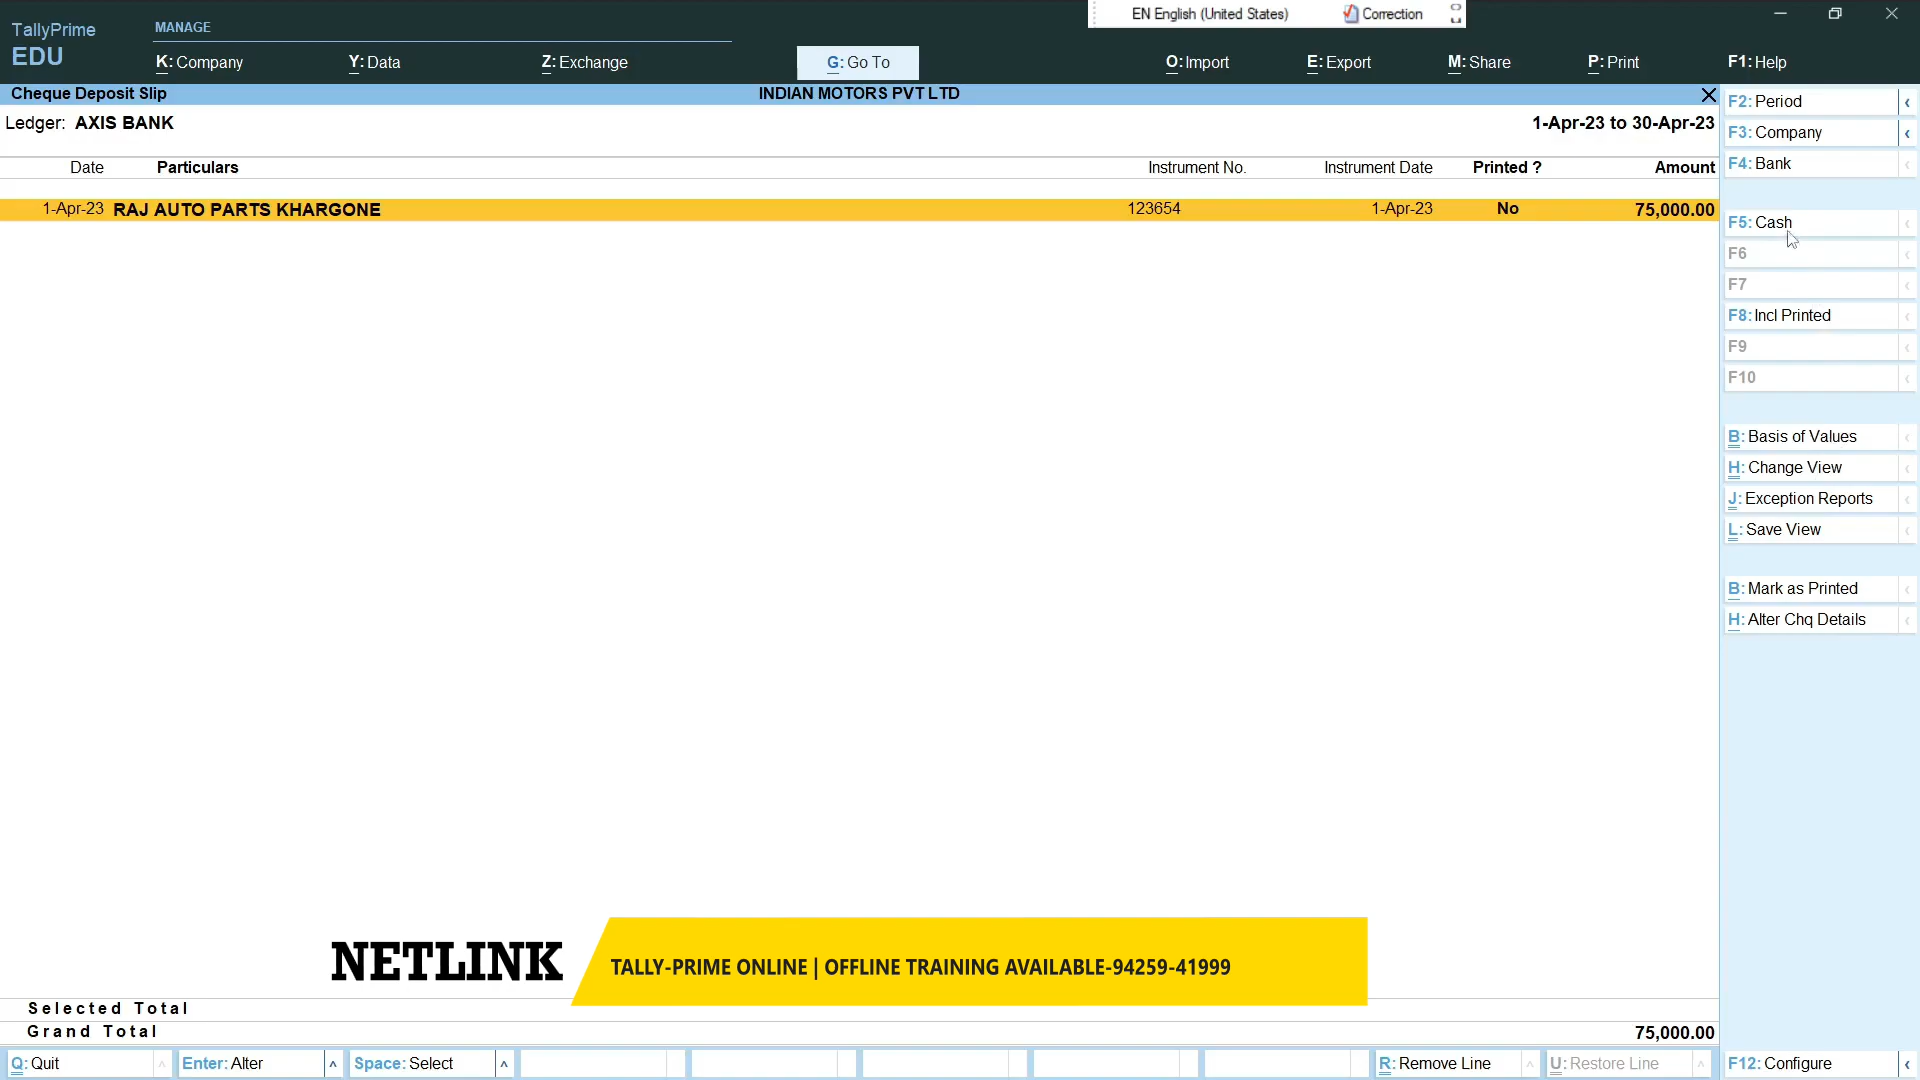 EN English (United States) Correction
TallyPrime
EDU
MANAGE
K: Company Y: Data Z: Exchange G: Go To O: Import E: Export M: Share P: Print F1: Help
Cheque Deposit Slip INDIAN MOTORS PVT LTD
Ledger: AXIS BANK 1-Apr-23 to 30-Apr-23
Date Particulars Instrument No. Instrument Date Printed ? Amount
1-Apr-23 RAJ AUTO PARTS KHARGONE 123654 1-Apr-23 No 75,000.00
F2: Period
F3: Company
F4: Bank
F5: Cash
F6
F7
F8: Incl Printed
F9
F10
B: Basis of Values
H: Change View
J: Exception Reports
L: Save View
B: Mark as Printed
H: Alter Chq Details
NETLINK TALLY-PRIME ONLINE | OFFLINE TRAINING AVAILABLE-94259-41999
Selected Total
Grand Total 75,000.00
Q: Quit Enter: Alter Space: Select R: Remove Line U: Restore Line F12: Configure